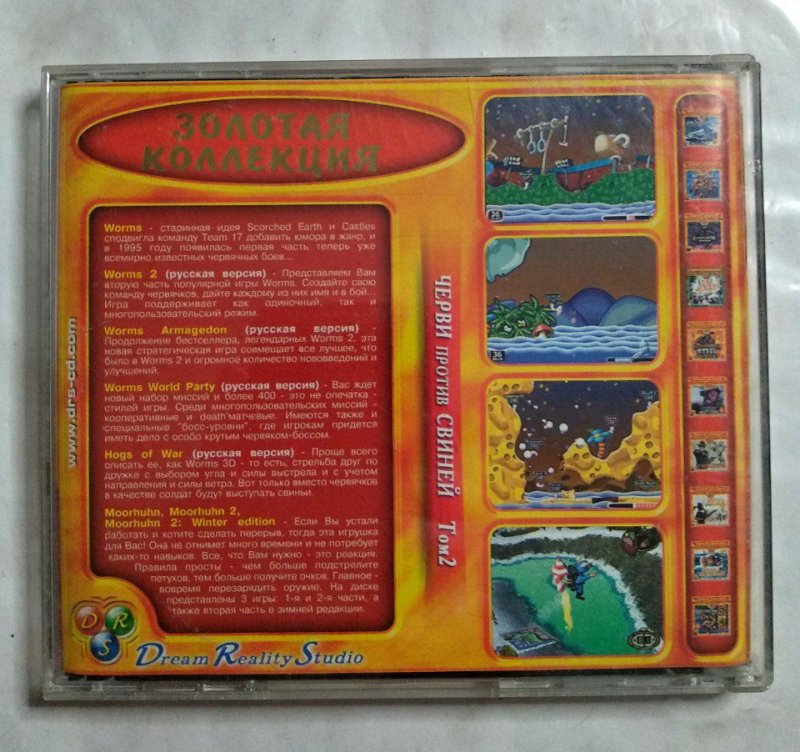 ЗОЛОТАЯ
КОЛЛЕКЦИЯ
Worms - старинная идея Scorched Earth и Castles
сподвигла команду Team 17 добавить юмора в жанр, и
в 1995 году появилась первая часть теперь уже
всемирно известных червячных боев...
Worms 2 (русская версия) - Представляем Вам
вторую часть популярной игры Worms. Создайте свою
команду червячков, дайте каждому из них имя и в бой...
Игра поддерживает как одиночный, так и
многопользовательский режим.
Worms Armagedon (русская версия) -
Продолжение бестселлера, легендарных Worms 2, эта
новая стратегическая игра совмещает все лучшее, что
было в Worms 2 и огромное количество нововведений и
улучшений.
Worms World Party (русская версия) - Вас ждет
новый набор миссий и более 400 - это не опечатка -
стилей игры. Среди многопользовательских миссий -
кооперативные и death'матчевые. Имеются также и
специальные "босс-уровни", где игрокам придется
иметь дело с особо крутым червяком-боссом.
Hogs of War (русская версия) - Проще всего
описать ее, как Worms 3D - то есть, стрельба друг по
дружке с выбором угла и силы выстрела и с учетом
направления и силы ветра. Вот только вместо червячков
в качестве солдат будут выступать свиньи.
Moorhuhn, Moorhuhn 2,
Moorhuhn 2: Winter edition - Если Вы устали
работать и хотите сделать перерыв, тогда эта игрушка
для Вас! Она не отнимет много времени и не потребует
каких-то навыков. Все, что Вам нужно - это реакция.
Правила просты - чем больше подстрелите
петухов, тем больше получите очков. Главное -
вовремя перезарядить оружие. На диске
представлены 3 игры: 1-я и 2-я части, а
также вторая часть в зимней редакции.
www.drs-cd.com
D R S
Dream Reality Studio
ЧЕРВИ ПРОТИВ СВИНЕЙ Том 2
36